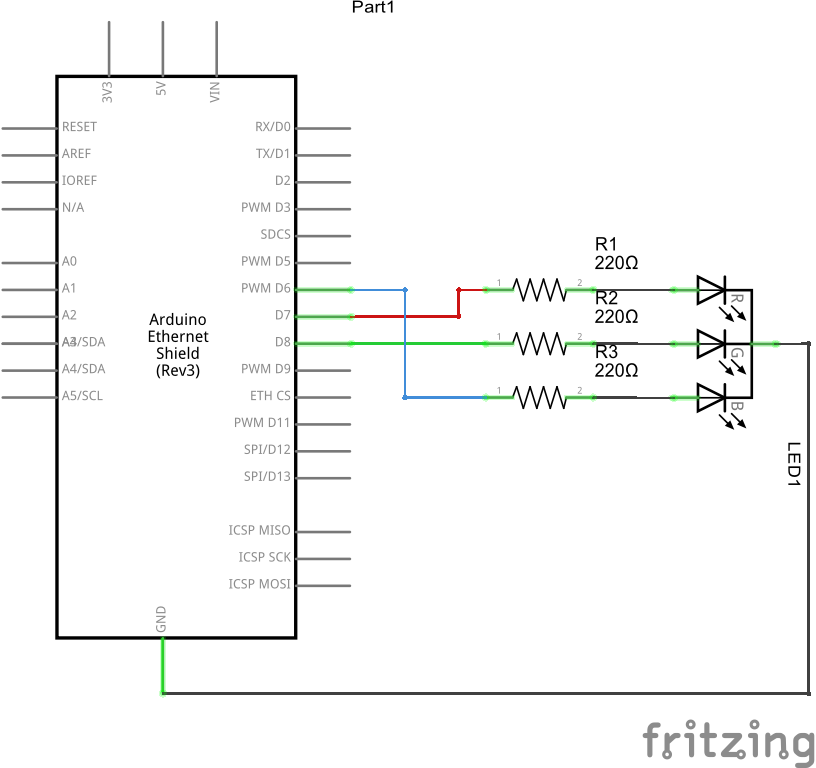 Part1
3V3
5V
VIN
RESET
AREF
IOREF
N/A
A0
A1
A2
/SDA
A4/SDA
A5/SCL
Arduino
Ethernet
Shield
(Rev3)
RX/D0
TX/D1
D2
PWM D3
SDCS
PWM D5
PWM D6
D7
D8
PWM D9
ETH CS
PWM D11
SPI/D12
SPI/D13
ICSP MISO
ICSP SCK
ICSP MOSI
GND
R1
220Ω
1
2
R
R2
220Ω
1
2
G
R3
220Ω
1
2
B
LED1
fritzing